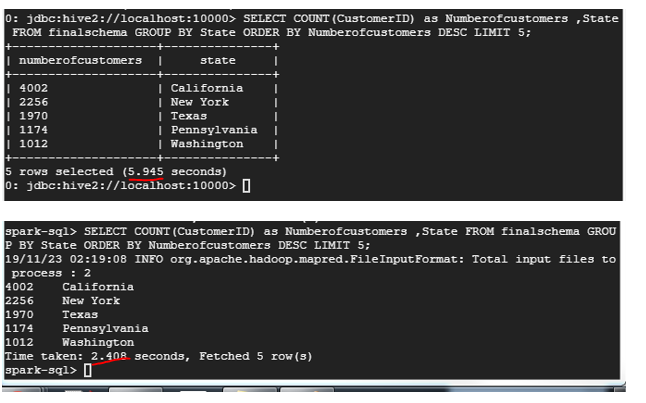 0: jdbc:hive2://localhost:10000> SELECT COUNT(CustomerID) as Numberofcustomers ,State
FROM finalschema GROUP BY State ORDER BY Numberofcustomers DESC LIMIT 5;
+--------------------+---------------+
| numberofcustomers | state |
+--------------------+---------------+
| 4002 | California |
| 2256 | New York |
| 1970 | Texas |
| 1174 | Pennsylvania |
| 1012 | Washington |
+--------------------+---------------+
5 rows selected (5.945 seconds)
0: jdbc:hive2://localhost:10000>
spark-sql> SELECT COUNT(CustomerID) as Numberofcustomers ,State FROM finalschema GROU
P BY State ORDER BY Numberofcustomers DESC LIMIT 5;
19/11/23 02:19:08 INFO org.apache.hadoop.mapred.FileInputFormat: Total input files to
process : 2
4002 California
2256 New York
1970 Texas
1174 Pennsylvania
1012 Washington
Time taken: 2.408 seconds, Fetched 5 row(s)
spark-sql>